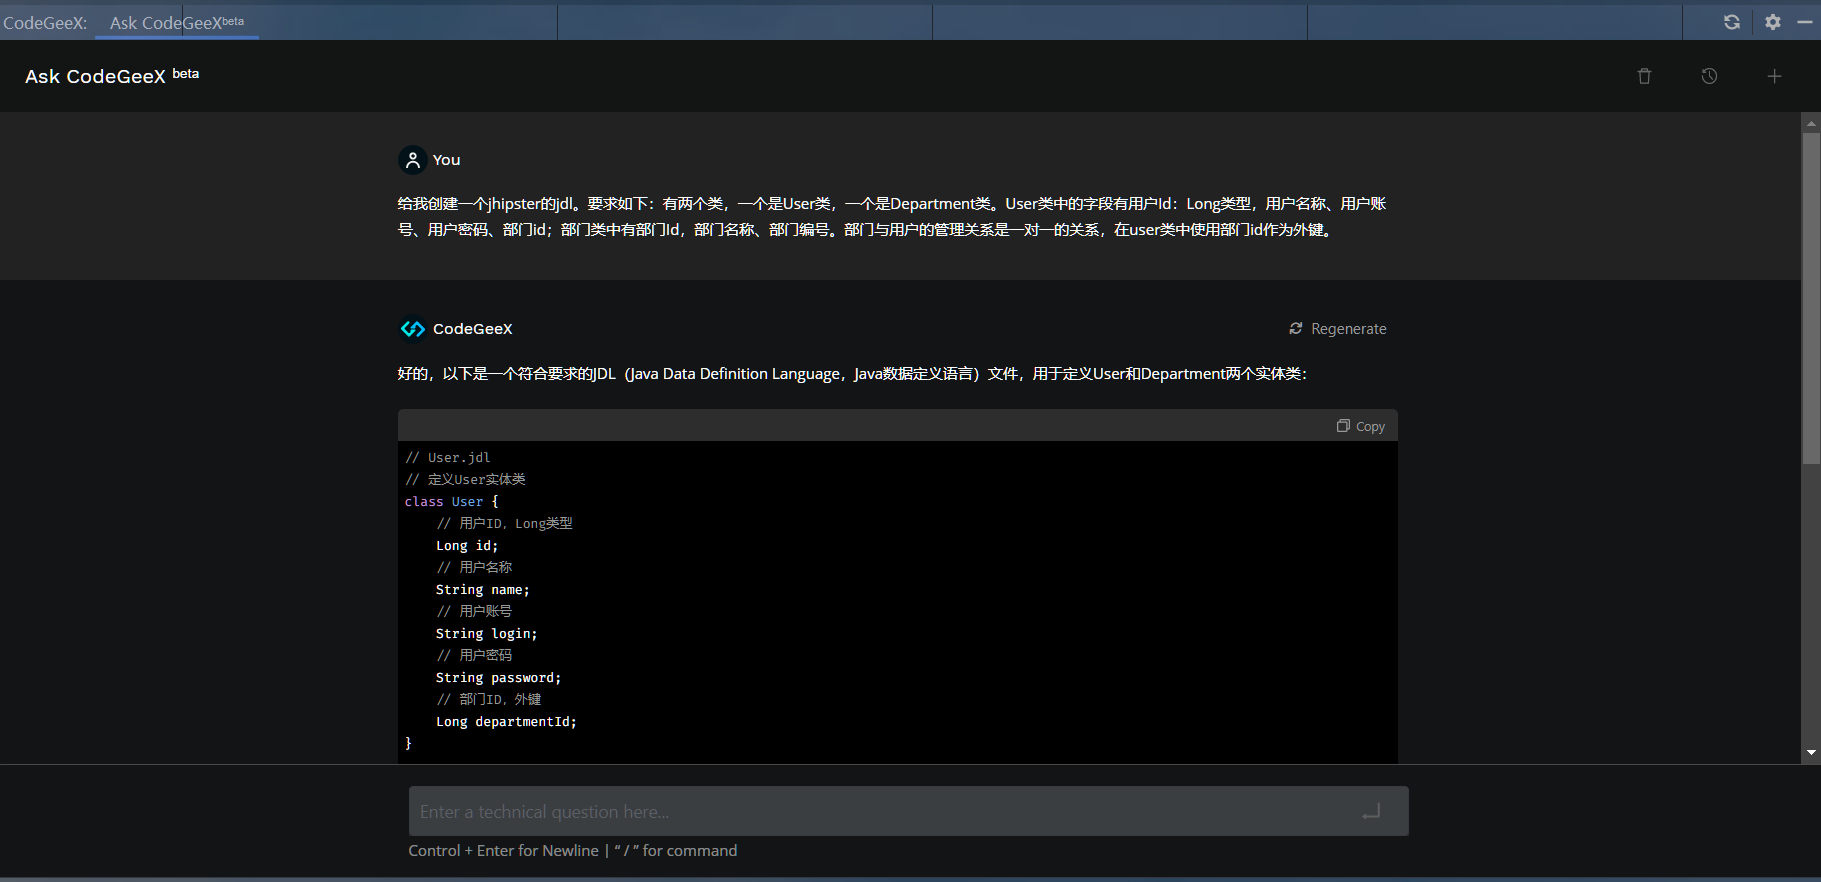 CodeGeeX: Ask CodeGeeX beta
Ask CodeGeeX beta
You
给我创建一个jhipster的jdl。要求如下：有两个类，一个是User类，一个是Department类。User类中的字段有用户Id：Long类型，用户名称、用户账
号、用户密码、部门id；部门类中有部门Id，部门名称、部门编号。部门与用户的管理关系是一对一的关系，在user类中使用部门id作为外键。
CodeGeeX Regenerate
好的，以下是一个符合要求的JDL（Java Data Definition Language，Java数据定义语言）文件，用于定义User和Department两个实体类：
Copy
// User.jdl
// 定义User实体类
class User {
// 用户ID，Long类型
Long id;
// 用户名称
String name;
// 用户账号
String login;
// 用户密码
String password;
// 部门ID，外键
Long departmentId;
}
Enter a technical question here...
Control + Enter for Newline | “ / ” for command